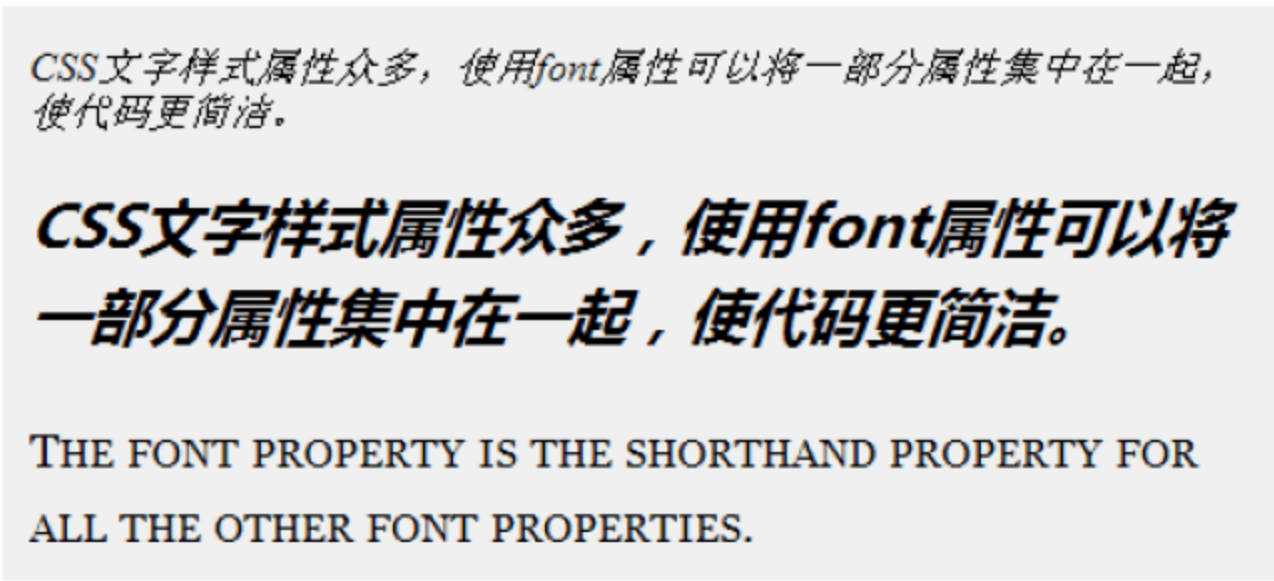 CSS文字样式属性众多，使用font属性可以将一部分属性集中在一起，
使代码更简洁。
CSS文字样式属性众多，使用font属性可以将
一部分属性集中在一起，使代码更简洁。
THE FONT PROPERTY IS THE SHORTHAND PROPERTY FOR
ALL THE OTHER FONT PROPERTIES.